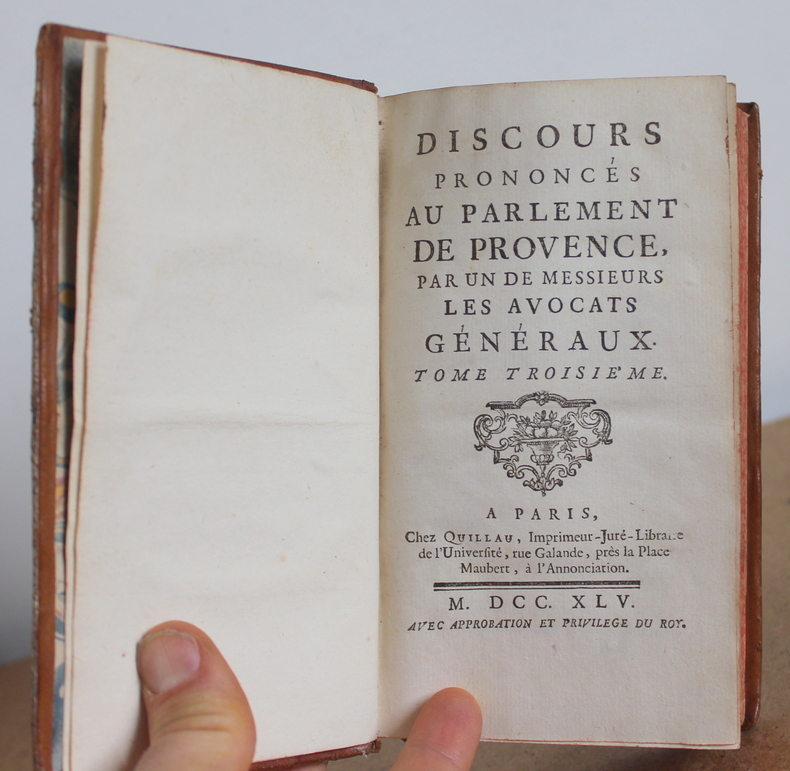 DISCOURS
PRONONCÉS
AU PARLEMENT
DE PROVENCE,
PAR UN DE MESSIEURS
LES AVOCATS
GÉNÉRAUX.
TOME TROISIE'ME.
A PARIS,
Chez QUILLAU, Imprimeur-Juré-Libraire
de l'Université, rue Galande, près la Place
Maubert, à l'Annonciation.
M. DCC. XLV.
AVEC APPROBATION ET PRIVILEGE DU ROY.